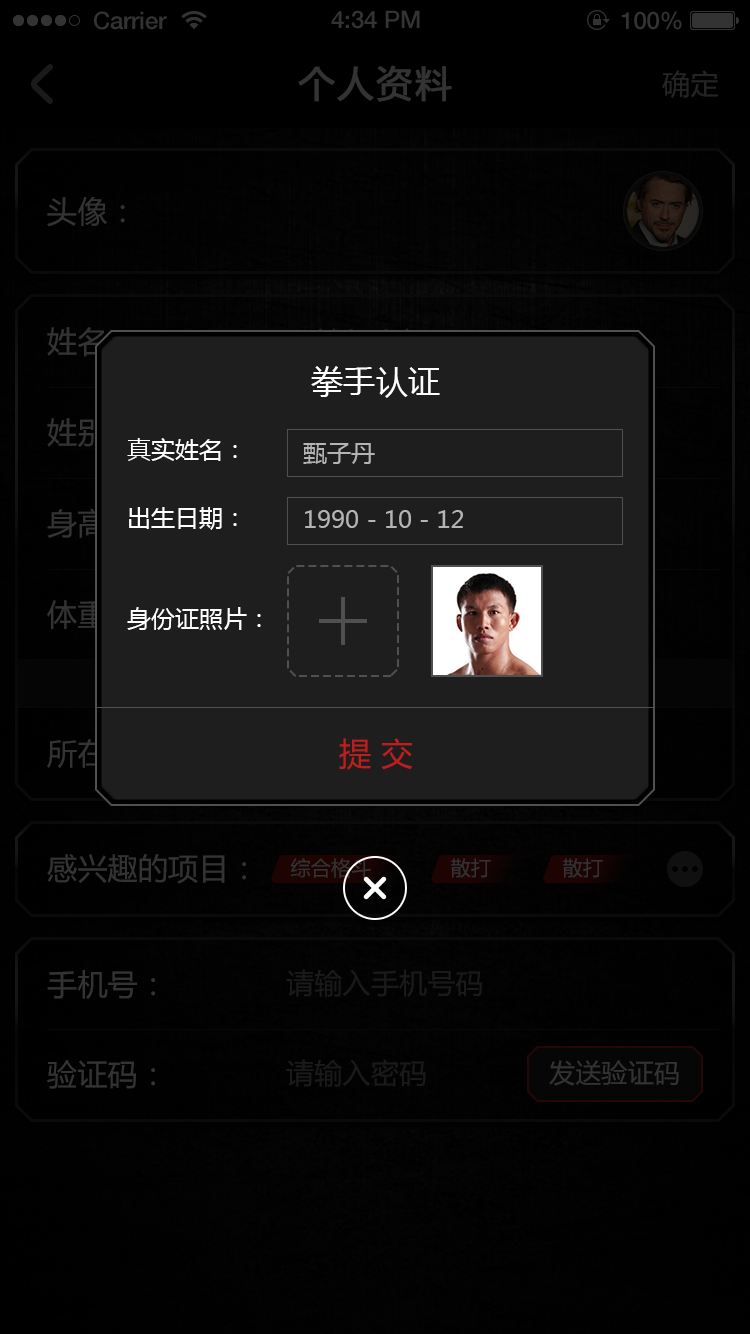 Carrier 4:34 PM 100%
个人资料 确定
头像：
姓名
拳手认证
姓别
真实姓名： 甄子丹
身高
出生日期： 1990 - 10 - 12
体重
身份证照片：
所在
提 交
感兴趣的项目： 综合格斗 散打 散打
手机号： 请输入手机号码
验证码： 请输入密码 发送验证码